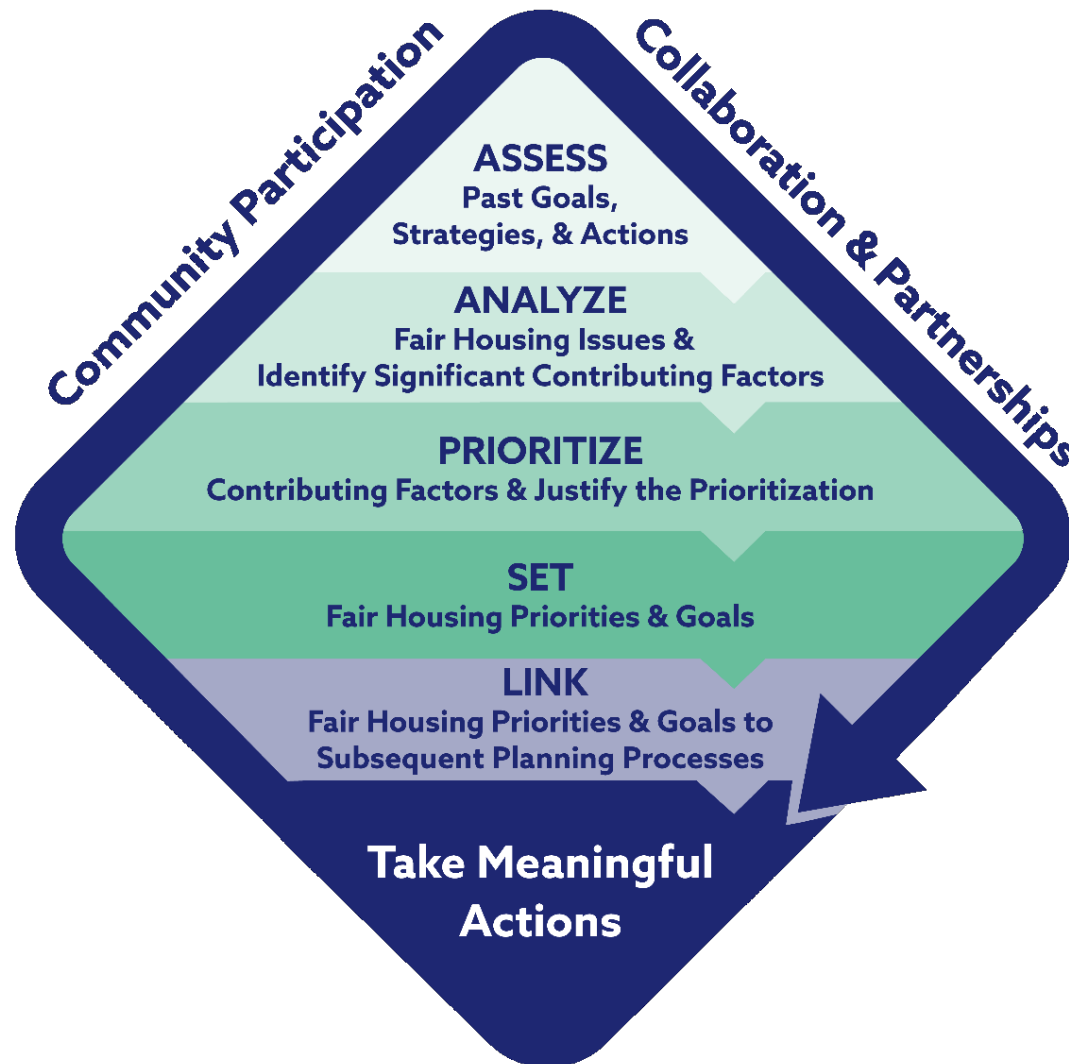 Community Participation
Collaboration & Partnerships
ASSESS
Past Goals,
Strategies, & Actions
ANALYZE
Fair Housing Issues &
Identify Significant Contributing Factors
PRIORITIZE
Contributing Factors & Justify the Prioritization
SET
Fair Housing Priorities & Goals
LINK
Fair Housing Priorities & Goals to
Subsequent Planning Processes
Take Meaningful
Actions